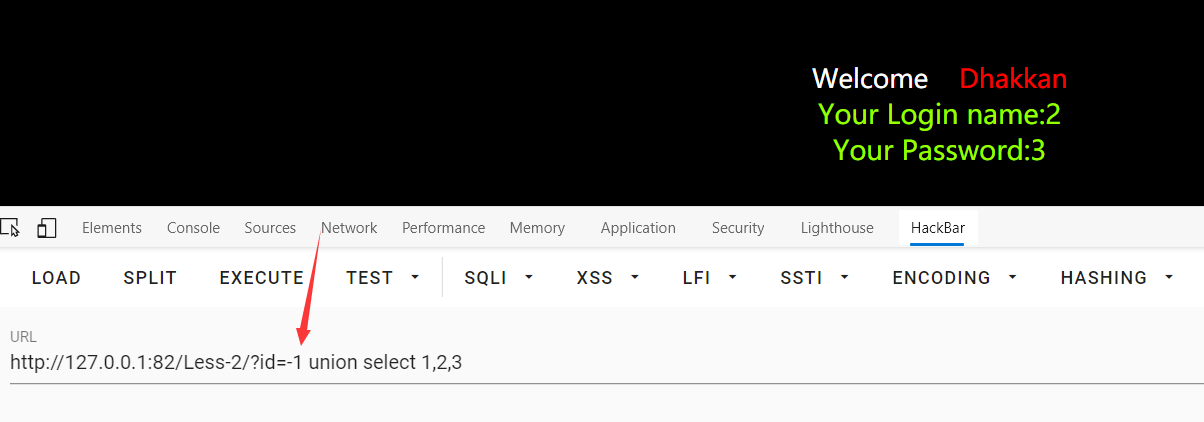 Welcome Dhakkan
Your Login name:2
Your Password:3
Elements Console Sources Network Performance Memory Application Security Lighthouse HackBar
LOAD SPLIT EXECUTE TEST SQLI XSS LFI SSTI ENCODING HASHING
URL
http://127.0.0.1:82/Less-2/?id=-1 union select 1,2,3